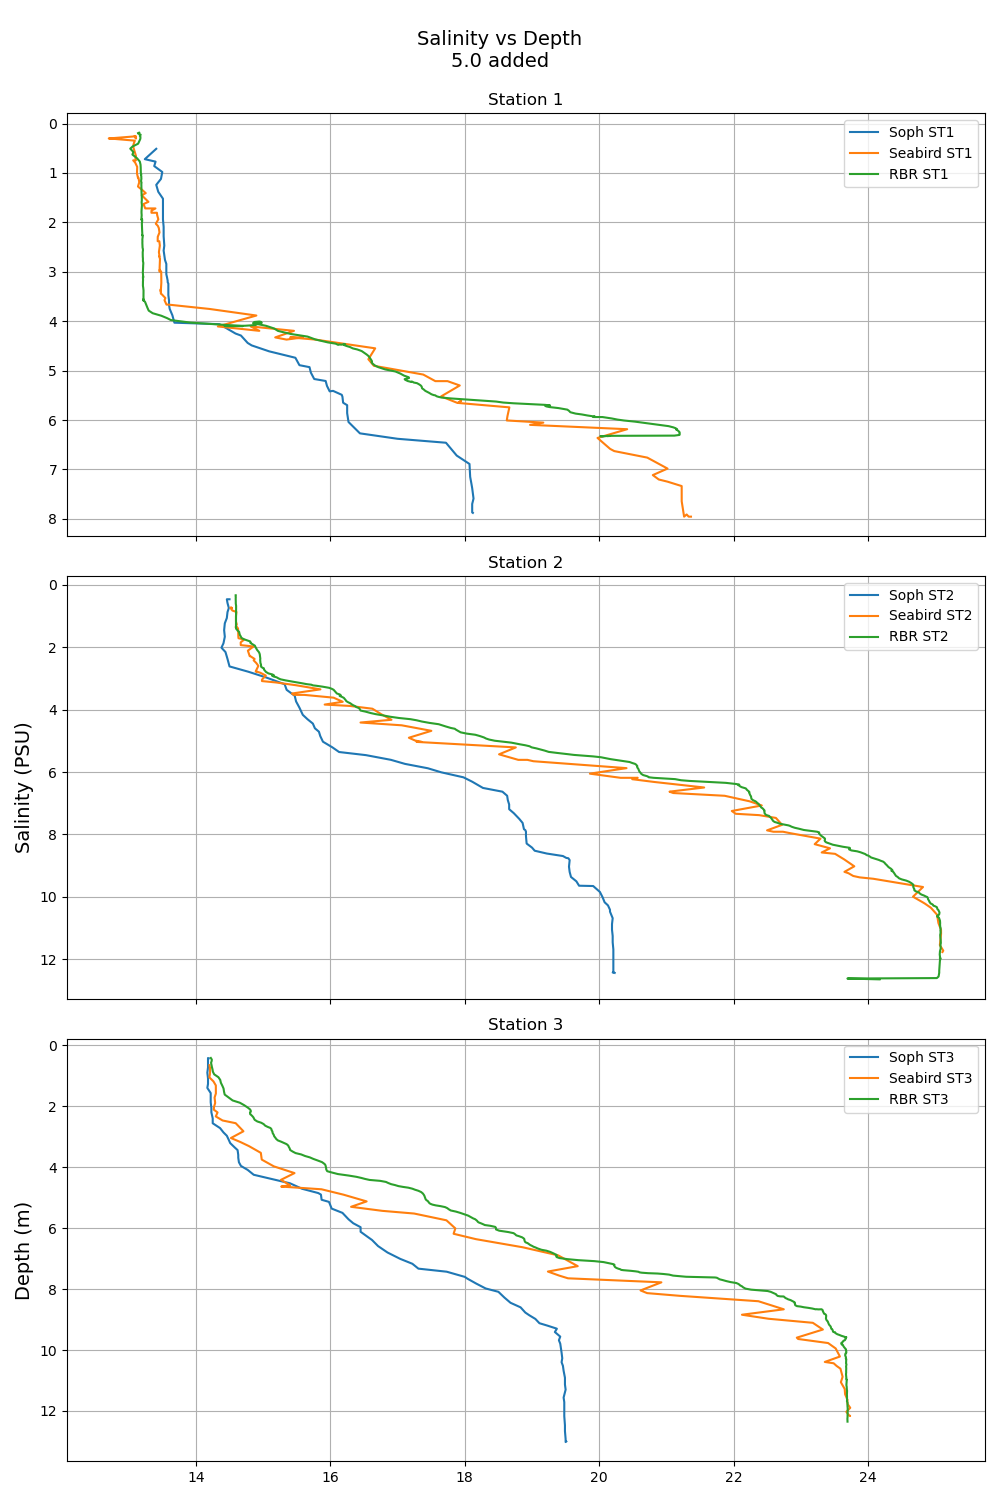 Salinity vs Depth
5.0 added
Station 1
0
1
2
3
4
5
6
7
8
Soph ST1
Seabird ST1
RBR ST1
Station 2
0
2
4
6
8
10
12
Soph ST2
Seabird ST2
RBR ST2
Salinity (PSU)
Station 3
0
2
4
6
8
10
12
Soph ST3
Seabird ST3
RBR ST3
Depth (m)
14 16 18 20 22 24